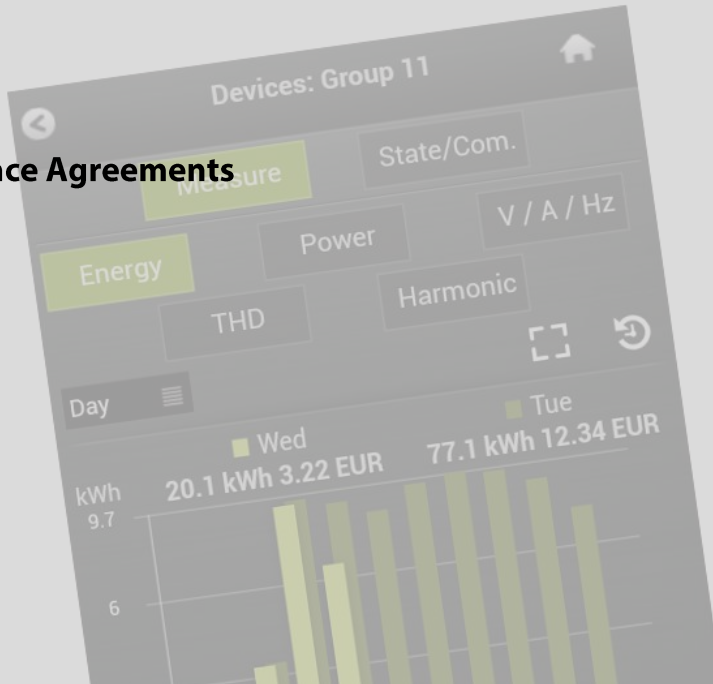 Devices: Group 11
Agreements
Measure
State/Com.
Energy
Power
V / A / Hz
THD
Harmonic
Day
Wed
Tue
20.1 kWh 3.22 EUR
77.1 kWh 12.34 EUR
kWh
9.7
6